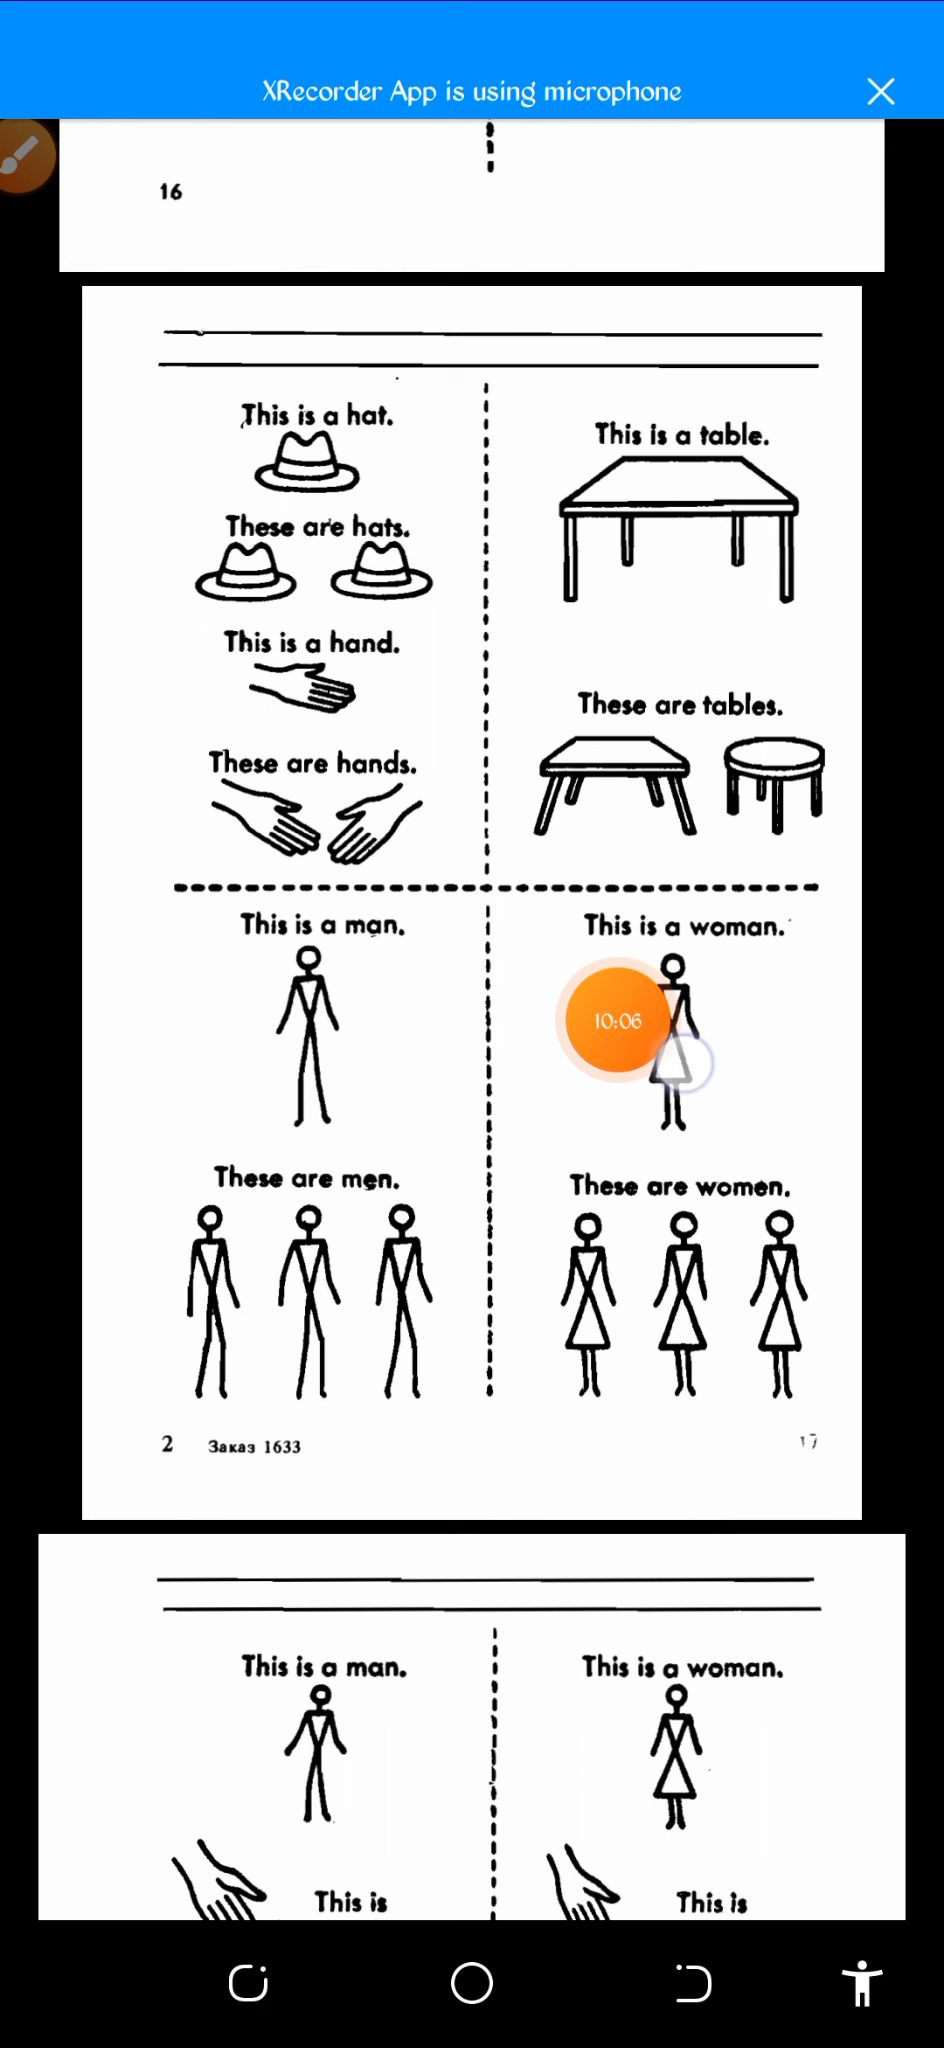 XRecorder App is using microphone
16
This is a hat.
These are hats.
This is a hand.
These are hands.
This is a table.
These are tables.
This is a man.
These are men.
This is a woman.
10:06
These are women.
2 Заказ 1633
17
This is a man.
This is
This is a woman.
This is